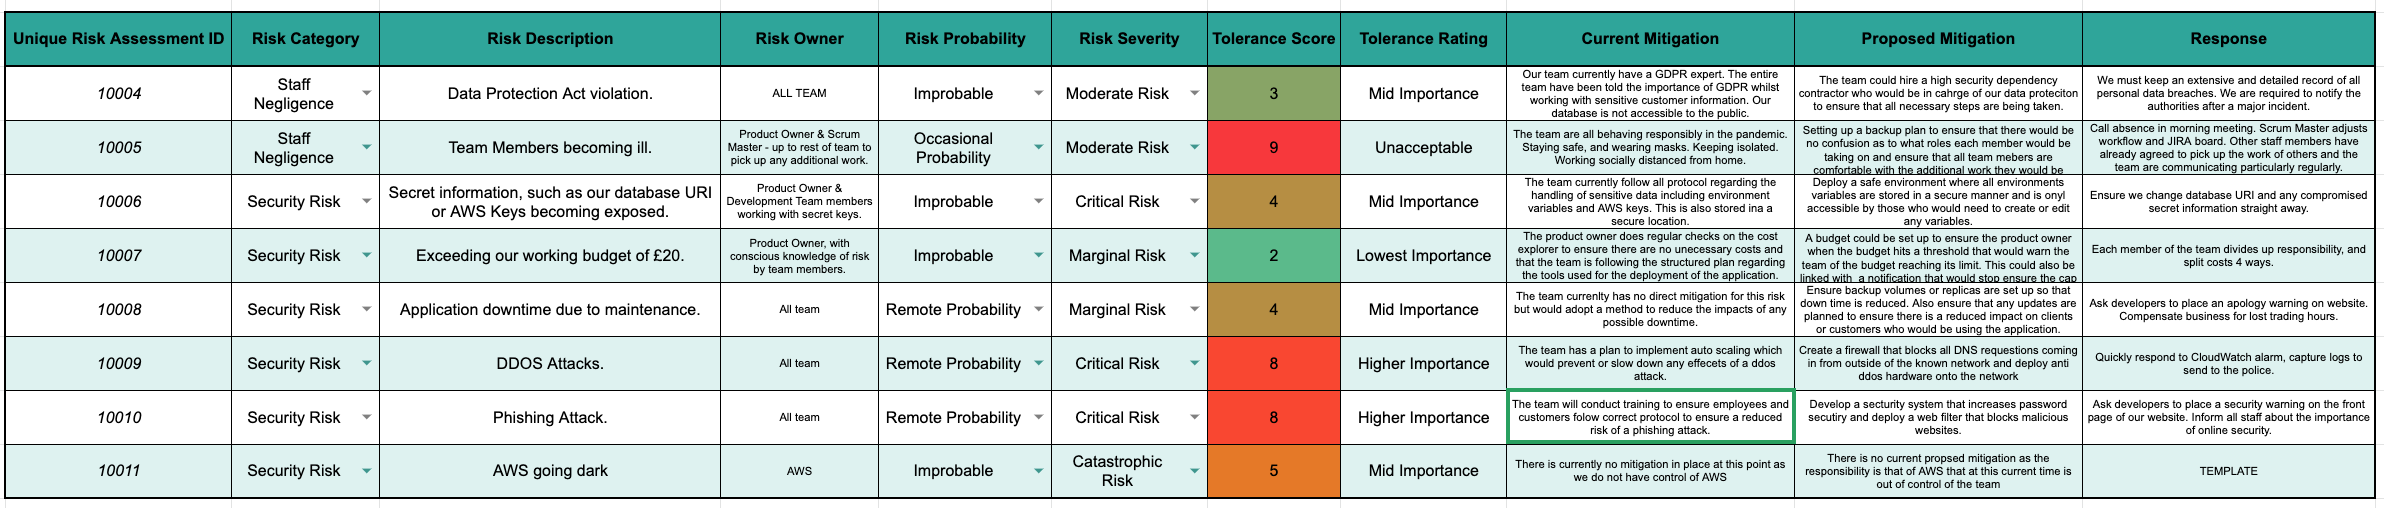 Unique Risk Assessment ID Risk Category Risk Description Risk Owner Risk Probability Risk Severity Tolerance Score Tolerance Rating Current Mitigation Proposed Mitigation Response
10004
Staff
Negligence
Data Protection Act violation.
ALL TEAM
Improbable
Moderate Risk
3
Mid Importance
Our team currently have a GDPR expert. The entire
team have been told the importance of GDPR whilst
working with sensitive customer information. Our
database is not accessible to the public.
The team could hire a high security dependency
contractor who would be in cahrge of our data proteciton
to ensure that all necessary steps are being taken.
We must keep an extensive and detailed record of all
personal data breaches. We are required to notify the
authorities after a major incident.
10005
Staff
Negligence
Team Members becoming ill.
Product Owner & Scrum
Master - up to rest of team to
pick up any additional work.
Occasional
Probability
Moderate Risk
9
Unacceptable
The team are all behaving responsibly in the pandemic.
Staying safe, and wearing masks. Keeping isolated.
Working socially distanced from home.
Setting up a backup plan to ensure that there would be
no confusion as to what roles each member would be
taking on and ensure that all team mebers are
comfortable with the additional work they would be
Call absence in morning meeting. Scrum Master adjusts
workflow and JIRA board. Other staff members have
already agreed to pick up the work of others and the
team are communicating particularly regularly.
10006
Security Risk
Secret information, such as our database URI
or AWS Keys becoming exposed.
Product Owner &
Development Team members
working with secret keys.
Improbable
Critical Risk
4
Mid Importance
The team currently follow all protocol regarding the
handling of sensitive data including environment
variables and AWS keys. This is also stored ina a
secure location.
Deploy a safe environment where all environments
variables are stored in a secure manner and is onyl
accessible by those who would need to create or edit
any variables.
Ensure we change database URI and any compromised
secret information straight away.
10007
Security Risk
Exceeding our working budget of £20.
Product Owner, with
conscious knowledge of risk
by team members.
Improbable
Marginal Risk
2
Lowest Importance
The product owner does regular checks on the cost
explorer to ensure there are no unecessary costs and
that the team is following the structured plan regarding
the tools used for the deployment of the application.
A budget could be set up to ensure the product owner
when the budget hits a threshold that would warn the
team of the budget reaching its limit. This could also be
linked with a notification that would stop ensure the cap
Each member of the team divides up responsibility, and
split costs 4 ways.
10008
Security Risk
Application downtime due to maintenance.
All team
Remote Probability
Marginal Risk
4
Mid Importance
The team currenlty has no direct mitigation for this risk
but would adopt a method to reduce the impacts of any
possible downtime.
Ensure backup volumes or replicas are set up so that
down time is reduced. Also ensure that any updates are
planned to ensure there is a reduced impact on clients
or customers who would be using the application.
Ask developers to place an apology warning on website.
Compensate business for lost trading hours.
10009
Security Risk
DDOS Attacks.
All team
Remote Probability
Critical Risk
8
Higher Importance
The team has a plan to implement auto scaling which
would prevent or slow down any effecets of a ddos
attack.
Create a firewall that blocks all DNS requestions coming
in from outside of the known network and deploy anti
ddos hardware onto the network
Quickly respond to CloudWatch alarm, capture logs to
send to the police.
10010
Security Risk
Phishing Attack.
All team
Remote Probability
Critical Risk
8
Higher Importance
The team will conduct training to ensure employees and
customers folow correct protocol to ensure a reduced
risk of a phishing attack.
Develop a secturity system that increases password
secutiry and deploy a web filter that blocks malicious
websites.
Ask developers to place a security warning on the front
page of our website. Inform all staff about the importance
of online security.
10011
Security Risk
AWS going dark
AWS
Improbable
Catastrophic
Risk
5
Mid Importance
There is currently no mitigation in place at this point as
we do not have control of AWS
There is no current propsed mitigation as the
responsibility is that of AWS that at this current time is
out of control of the team
TEMPLATE